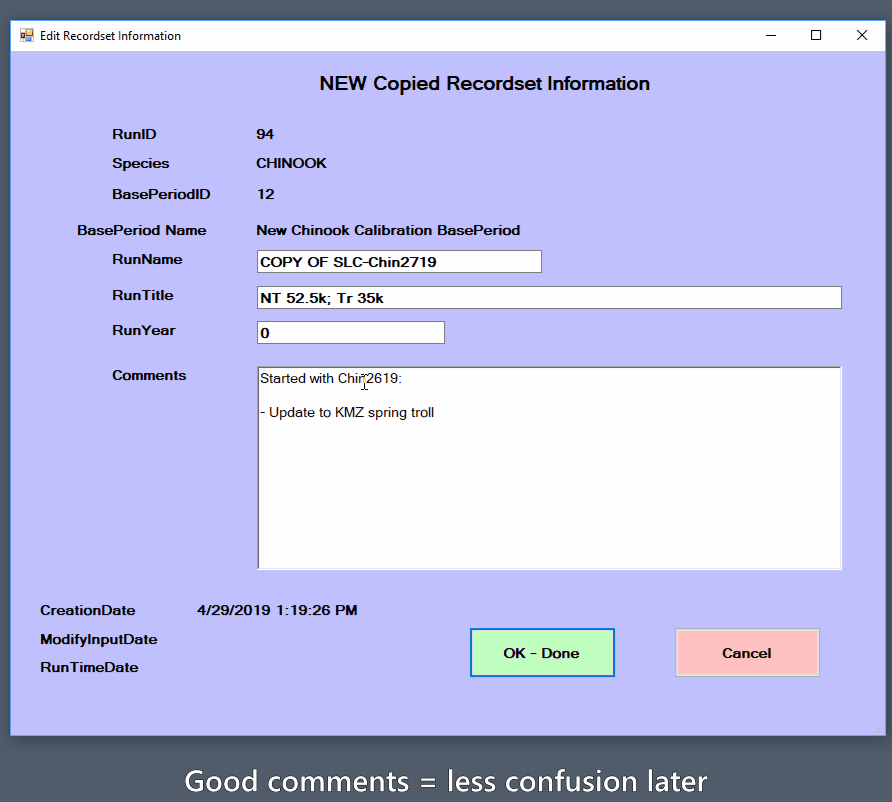 Edit Recordset Information
NEW Copied Recordset Information
RunID 94
Species CHINOOK
BasePeriodID 12
BasePeriod Name New Chinook Calibration BasePeriod
RunName COPY OF SLC-Chin2719
RunTitle NT 52.5k; Tr 35k
RunYear 0
Comments Started with Chin2619:
- Update to KMZ spring troll
CreationDate 4/29/2019 1:19:26 PM
ModifyInputDate
RunTimeDate
OK - Done Cancel
Good comments = less confusion later